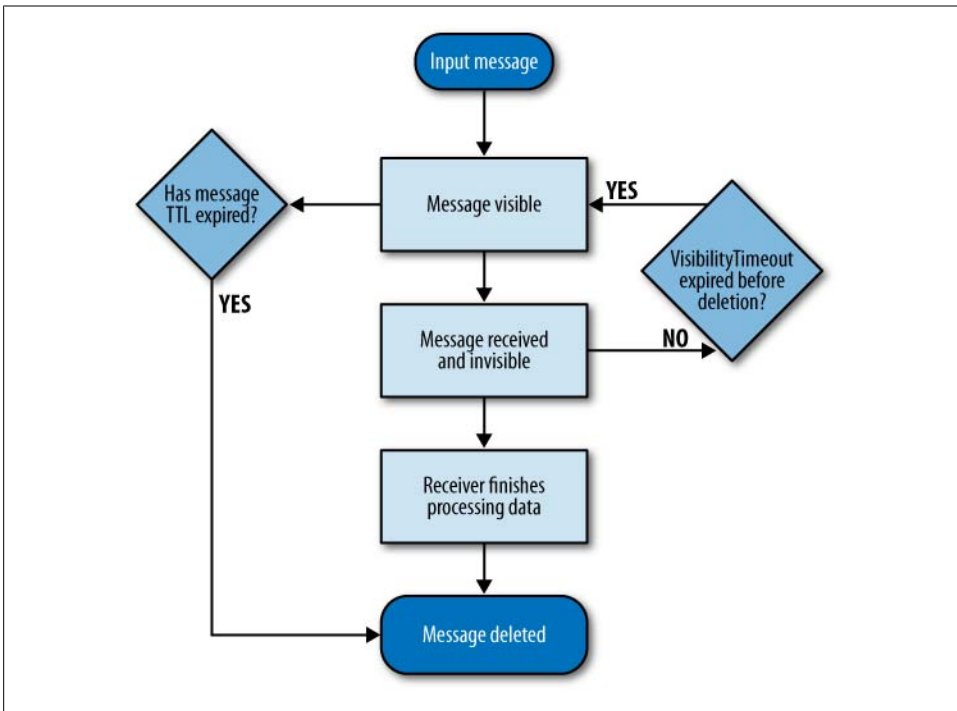 Input message
Has message
TTL expired?
Message visible
YES
VisibilityTimeout
expired before
deletion?
YES
Message received
and invisible
NO
Receiver finishes
processing data
Message deleted